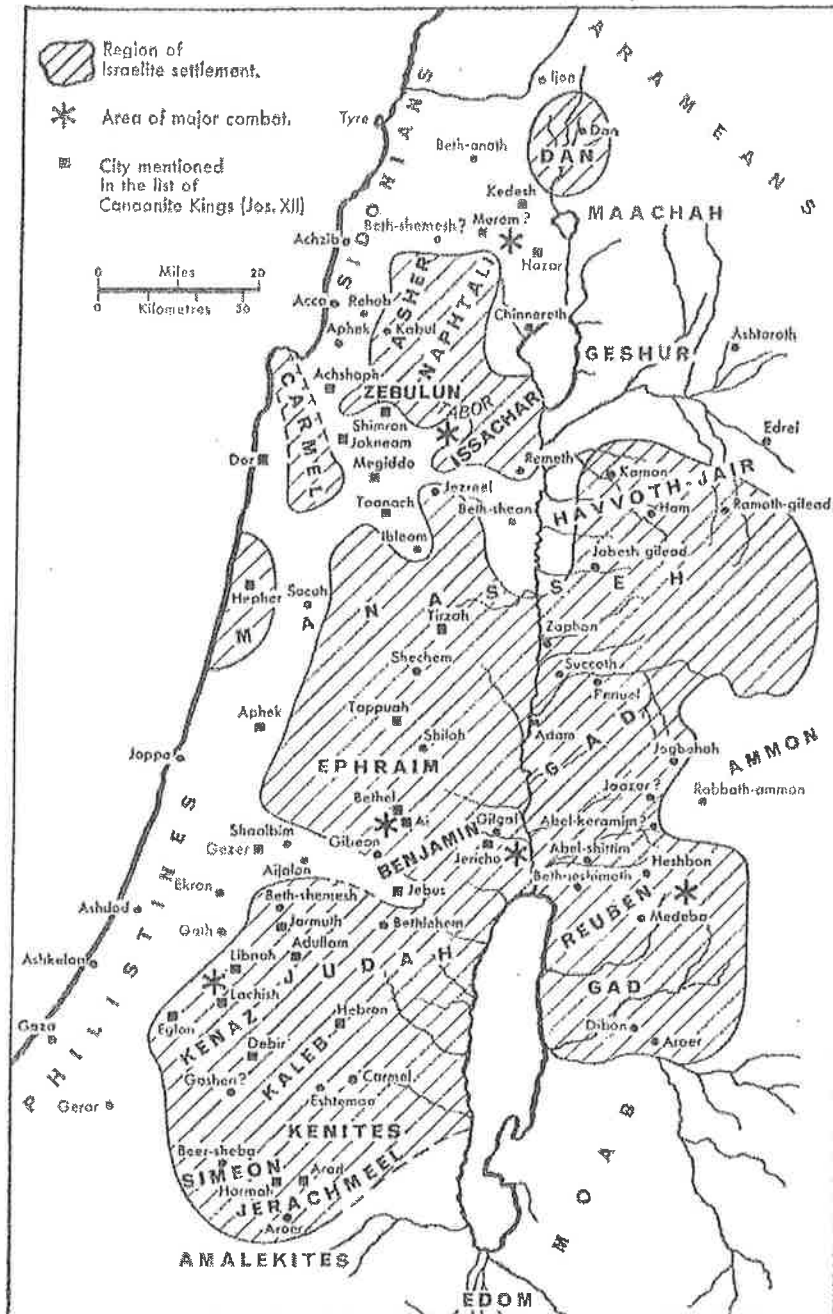 Region of
Israelite settlement.
Area of major combat.
City mentioned
in the list of
Canaanite Kings (Jos. XII)
0 Miles 20
0 Kilometres 30
ARAMEANS
SIDONIANS
Ijon
Tyre
Dan
DAN
Beth-anath
Kedesh
MAACHAH
Beth-shemesh?
Merom?
Achzib
Hazor
ASHER
NAPHTALI
Acco
Rehob
Chinnereth
Aphek
Kabul
GESHUR
Ashtaroth
Achshaph
CARMEL
ZEBULUN
TABOR
Shimron
ISSACHAR
Edrei
Jokneam
Dor
Megiddo
Remeth
Kamon
HAVVOTH-JAIR
Jezreel
Taanach
Beth-shean
Ham
Ramoth-gilead
Ibleam
Jabesh gilead
Hepher
Socoh
MANASSEH
Tirzah
Zaphon
Shechem
Succoth
Penuel
Tappuah
Aphek
Adam
GAD
Shiloh
Jogbahah
AMMON
Joppa
EPHRAIM
Jaazer?
Rabbath-ammon
Bethel
Ai
Gilgal
Abel-keramim?
Shaalbim
Gibeon
BENJAMIN
Gezer
Jericho
Abel-shittim
Heshbon
Aijalon
Beth-jeshimoth
PHILISTINES
Ekron
Jebus
REUBEN
Beth-shemesh
Ashdod
Jarmuth
Bethlehem
Medeba
Gath
Adullam
JUDAH
Ashkelon
Libnah
Lachish
GAD
Gaza
Eglon
KENAZ
Hebron
Dibon
Debir
KALEB
Aroer
Goshen?
Carmel
Gerar
Eshtemoa
KENITES
Beer-sheba
SIMEON
Arad
Hormah
JERACHMEEL
Aroer
MOAB
AMALEKITES
EDOM